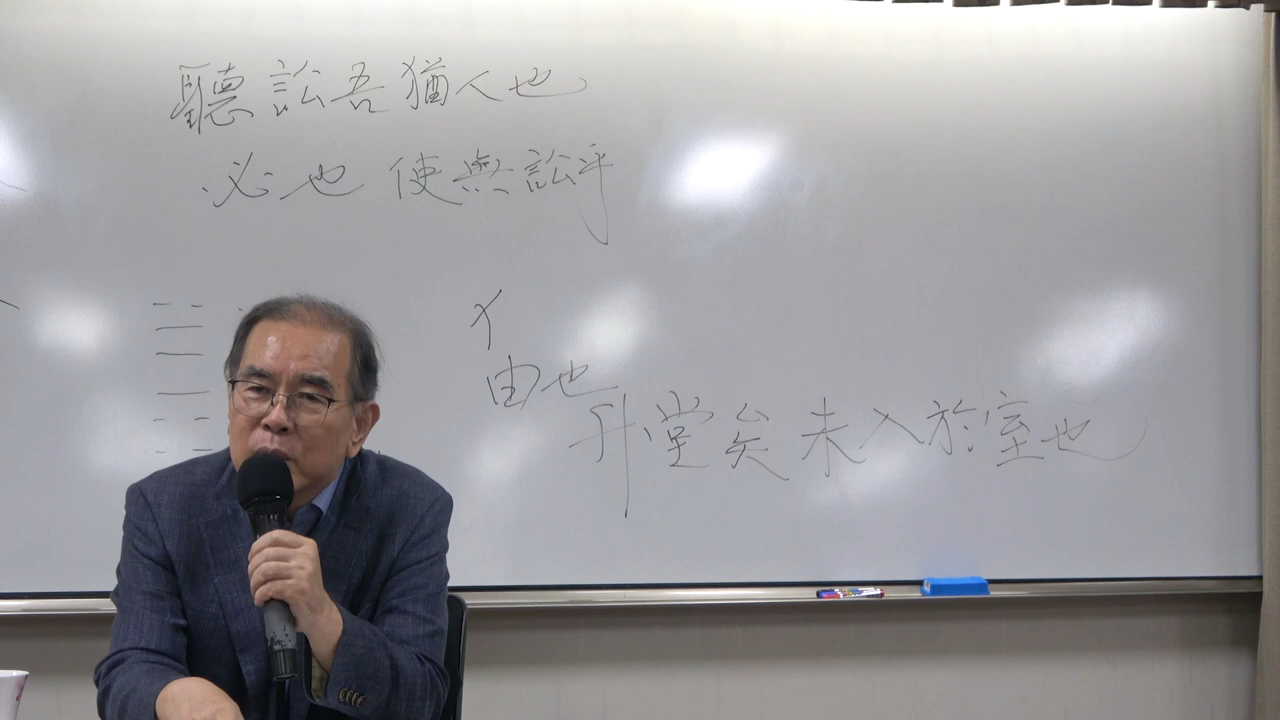 聽訟吾猶人也
必也使無訟乎
由也
升堂矣未入於室也